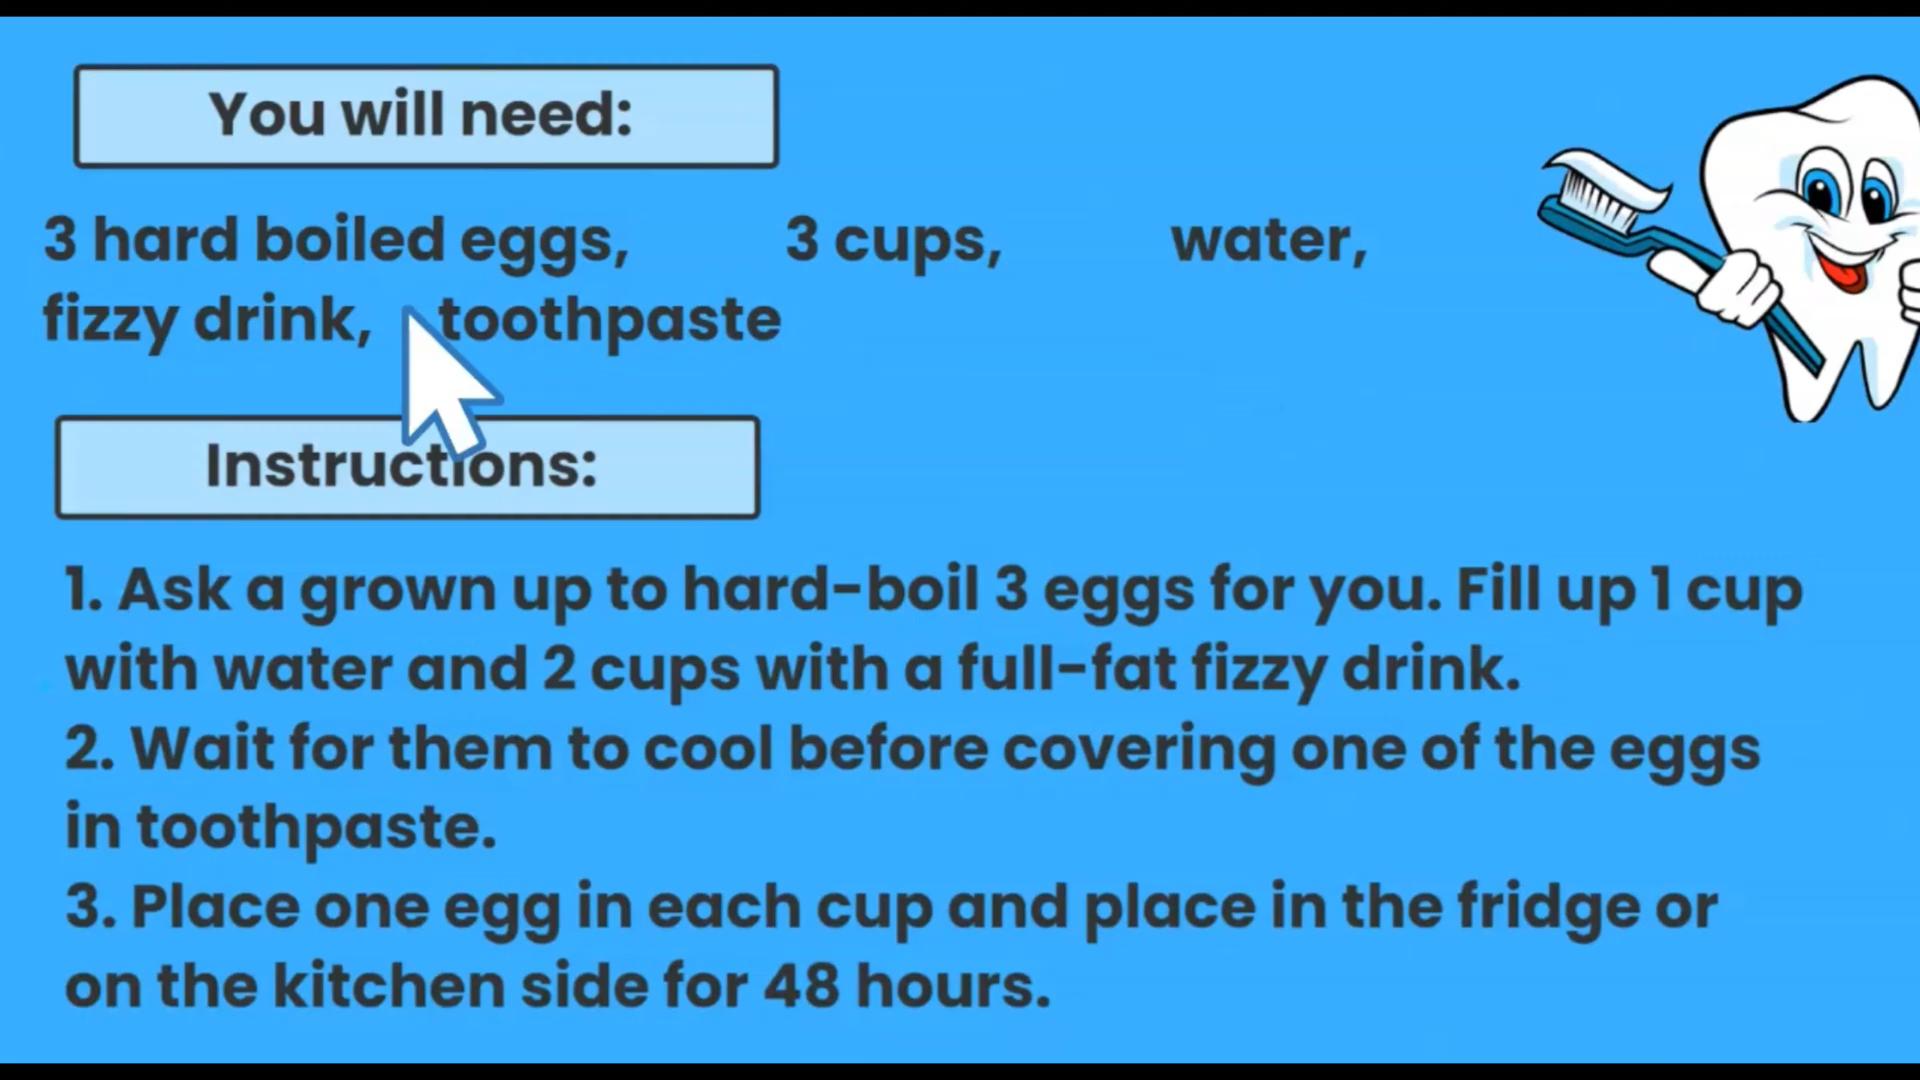 You will need:
3 hard boiled eggs, 3 cups, water,
fizzy drink, toothpaste
Instructions:
1. Ask a grown up to hard-boil 3 eggs for you. Fill up 1 cup
with water and 2 cups with a full-fat fizzy drink.
2. Wait for them to cool before covering one of the eggs
in toothpaste.
3. Place one egg in each cup and place in the fridge or
on the kitchen side for 48 hours.